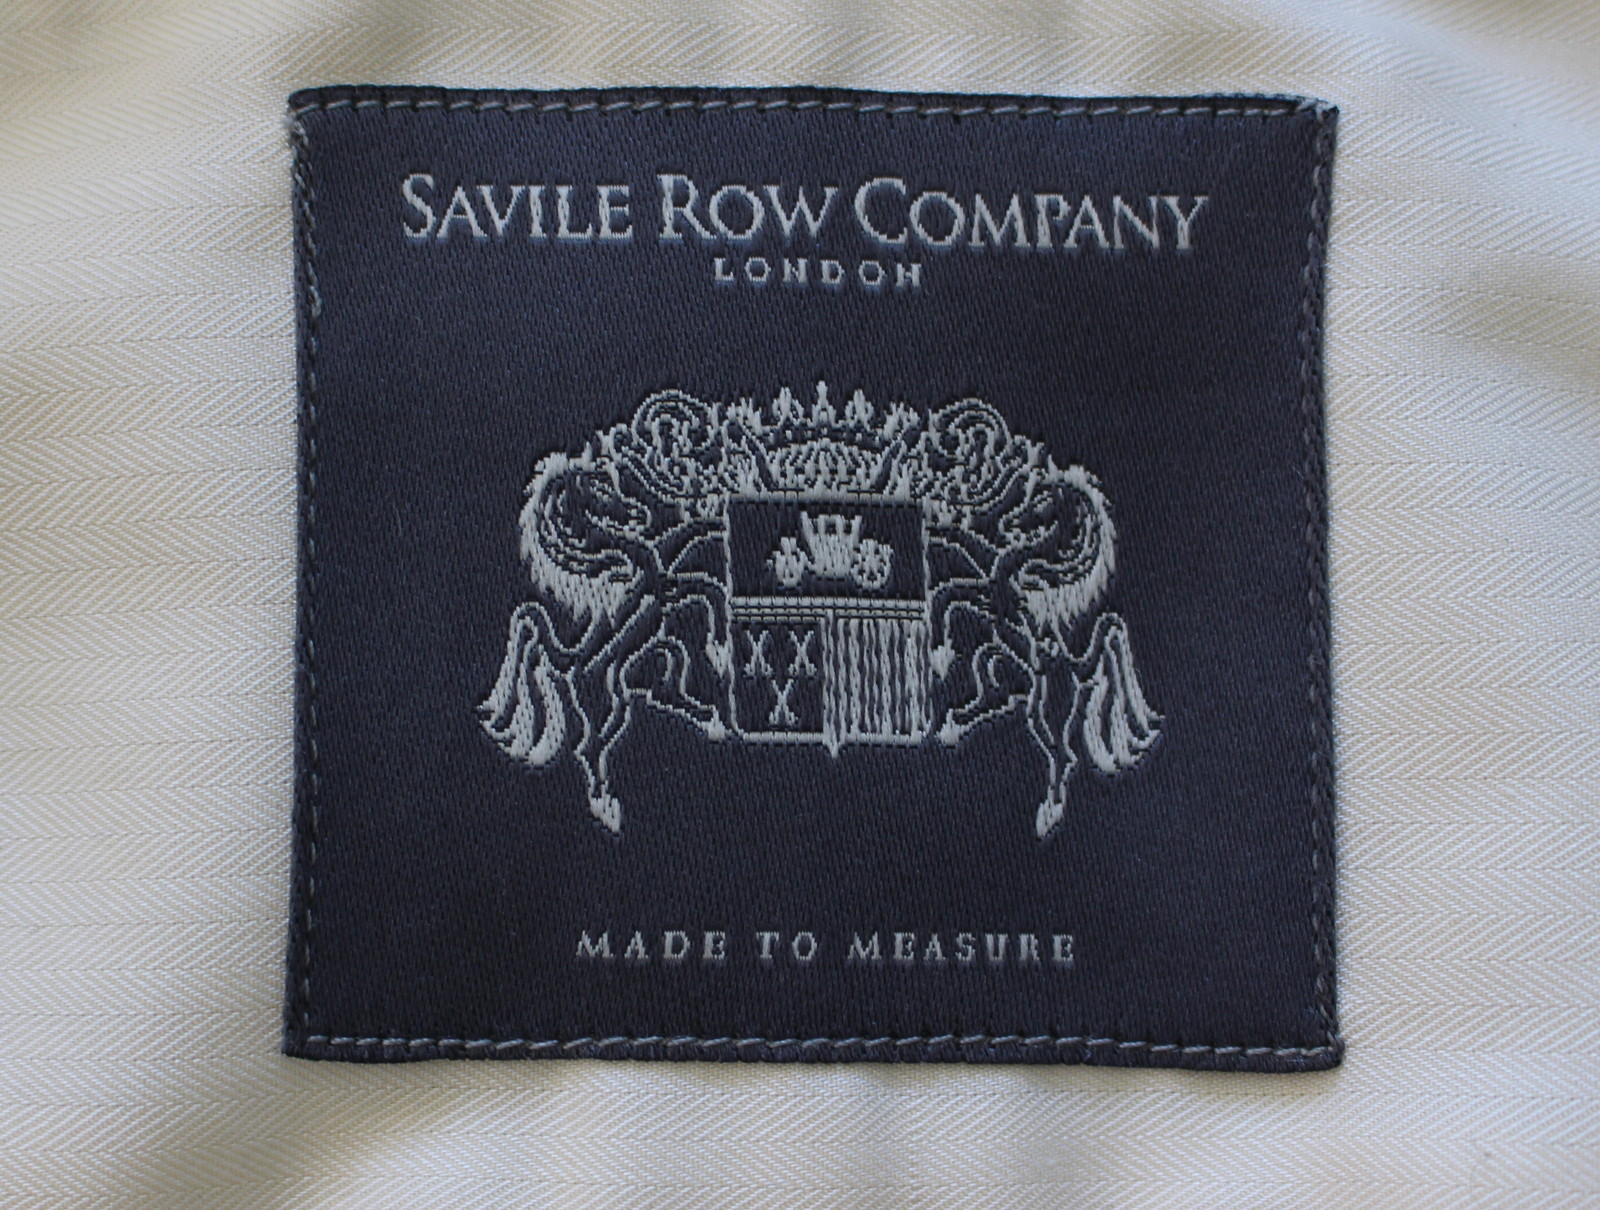 SAVILE ROW COMPANY
LONDON
MADE TO MEASURE